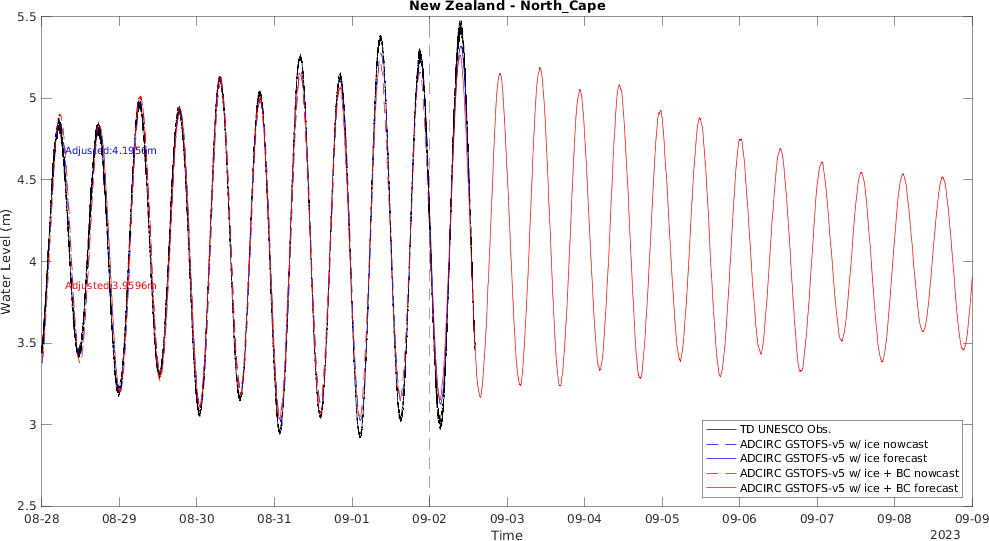 New Zealand - North_Cape
Water Level (m)
5.5
5
4.5
4
3.5
3
2.5
Adjusted:4.1956m
Adjusted:3.9596m
TD UNESCO Obs.
ADCIRC GSTOFS-v5 w/ ice nowcast
ADCIRC GSTOFS-v5 w/ ice forecast
ADCIRC GSTOFS-v5 w/ ice + BC nowcast
ADCIRC GSTOFS-v5 w/ ice + BC forecast
08-28 08-29 08-30 08-31 09-01 09-02 09-03 09-04 09-05 09-06 09-07 09-08 09-09
Time
2023